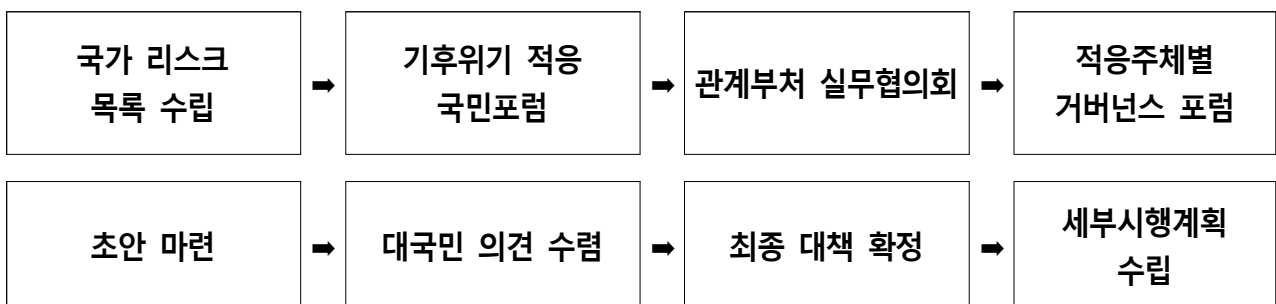 국가 리스크
목록 수립
➡
기후위기 적응
국민포럼
➡
관계부처 실무협의회
➡
적응주체별
거버넌스 포럼
초안 마련
➡
대국민 의견 수렴
➡
최종 대책 확정
➡
세부시행계획
수립